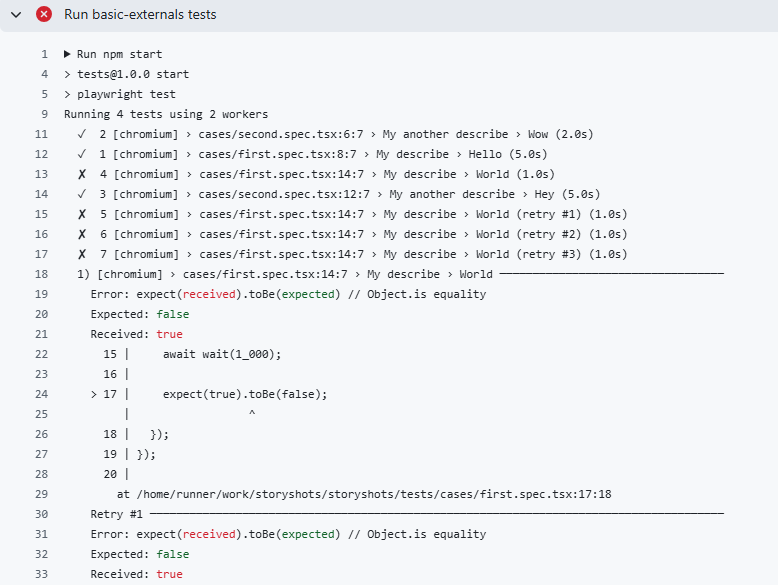 Run basic-externals tests
1 ▶ Run npm start
4 > tests@1.0.0 start
5 > playwright test
9 Running 4 tests using 2 workers
11 ✓ 2 [chromium] › cases/second.spec.tsx:6:7 › My another describe › Wow (2.0s)
12 ✓ 1 [chromium] › cases/first.spec.tsx:8:7 › My describe › Hello (5.0s)
13 ✗ 4 [chromium] › cases/first.spec.tsx:14:7 › My describe › World (1.0s)
14 ✓ 3 [chromium] › cases/second.spec.tsx:12:7 › My another describe › Hey (5.0s)
15 ✗ 5 [chromium] › cases/first.spec.tsx:14:7 › My describe › World (retry #1) (1.0s)
16 ✗ 6 [chromium] › cases/first.spec.tsx:14:7 › My describe › World (retry #2) (1.0s)
17 ✗ 7 [chromium] › cases/first.spec.tsx:14:7 › My describe › World (retry #3) (1.0s)
18 1) [chromium] › cases/first.spec.tsx:14:7 › My describe › World ──────────
19 Error: expect(received).toBe(expected) // Object.is equality
20 Expected: false
21 Received: true
22 15 |     await wait(1_000);
23 16 |
24 > 17 |     expect(true).toBe(false);
25 |                  ^
26 18 |   });
27 19 | });
28 20 |
29 at /home/runner/work/storyshots/storyshots/tests/cases/first.spec.tsx:17:18
30 Retry #1 ──────────
31 Error: expect(received).toBe(expected) // Object.is equality
32 Expected: false
33 Received: true